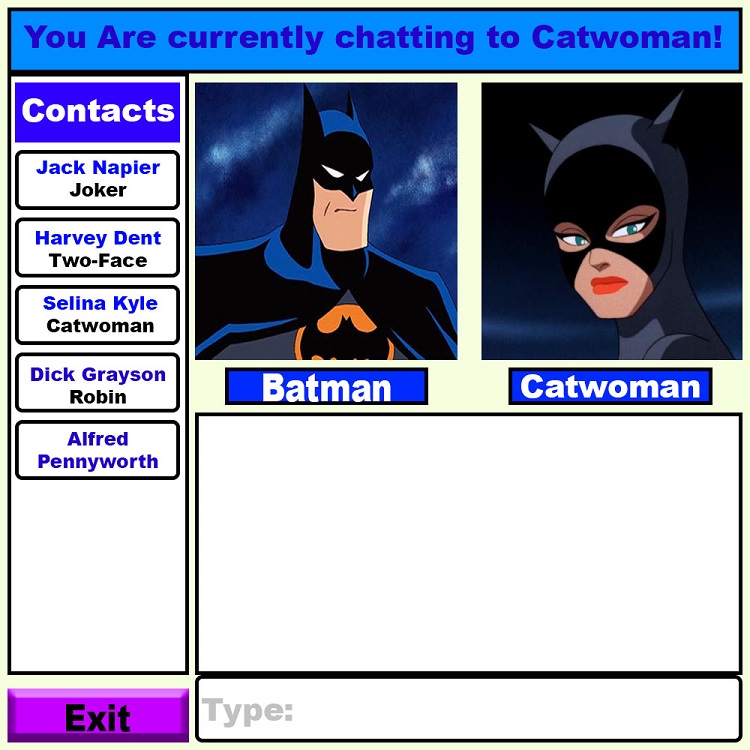 You Are currently chatting to Catwoman!
Contacts
Jack Napier
Joker
Harvey Dent
Two-Face
Selina Kyle
Catwoman
Dick Grayson
Robin
Alfred
Pennyworth
Exit
Batman
Catwoman
Type: